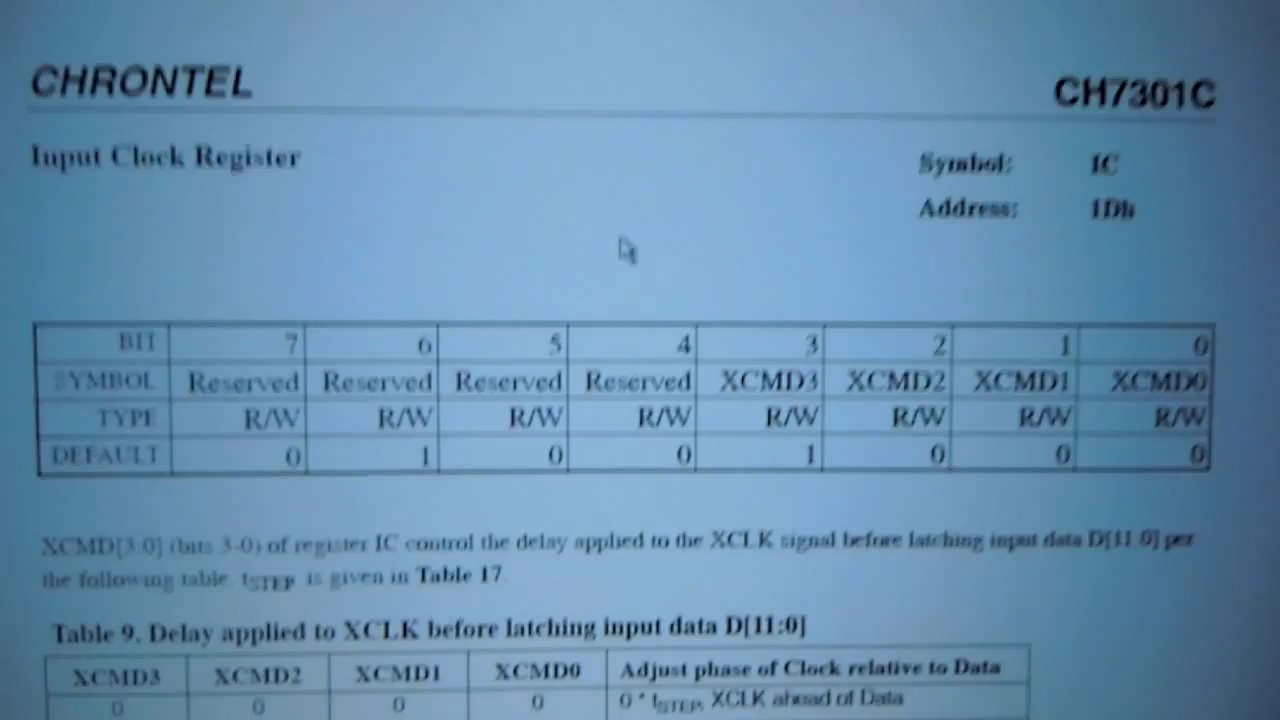 CHRONTEL CH7301C
Input Clock Register Symbol: IC
Address: 1Dh
BIT 7 6 5 4 3 2 1 0
SYMBOL Reserved Reserved Reserved Reserved XCMD3 XCMD2 XCMD1 XCMD0
TYPE R/W R/W R/W R/W R/W R/W R/W R/W
DEFAULT 0 1 0 0 1 0 0 0
XCMD[3:0] (bits 3-0) of register IC control the delay applied to the XCLK signal before latching input data D[11:0] per
the following table. tSTEP is given in Table 17.
Table 9. Delay applied to XCLK before latching input data D[11:0]
XCMD3 XCMD2 XCMD1 XCMD0 Adjust phase of Clock relative to Data
0 0 0 0 0 * tSTEP, XCLK ahead of Data